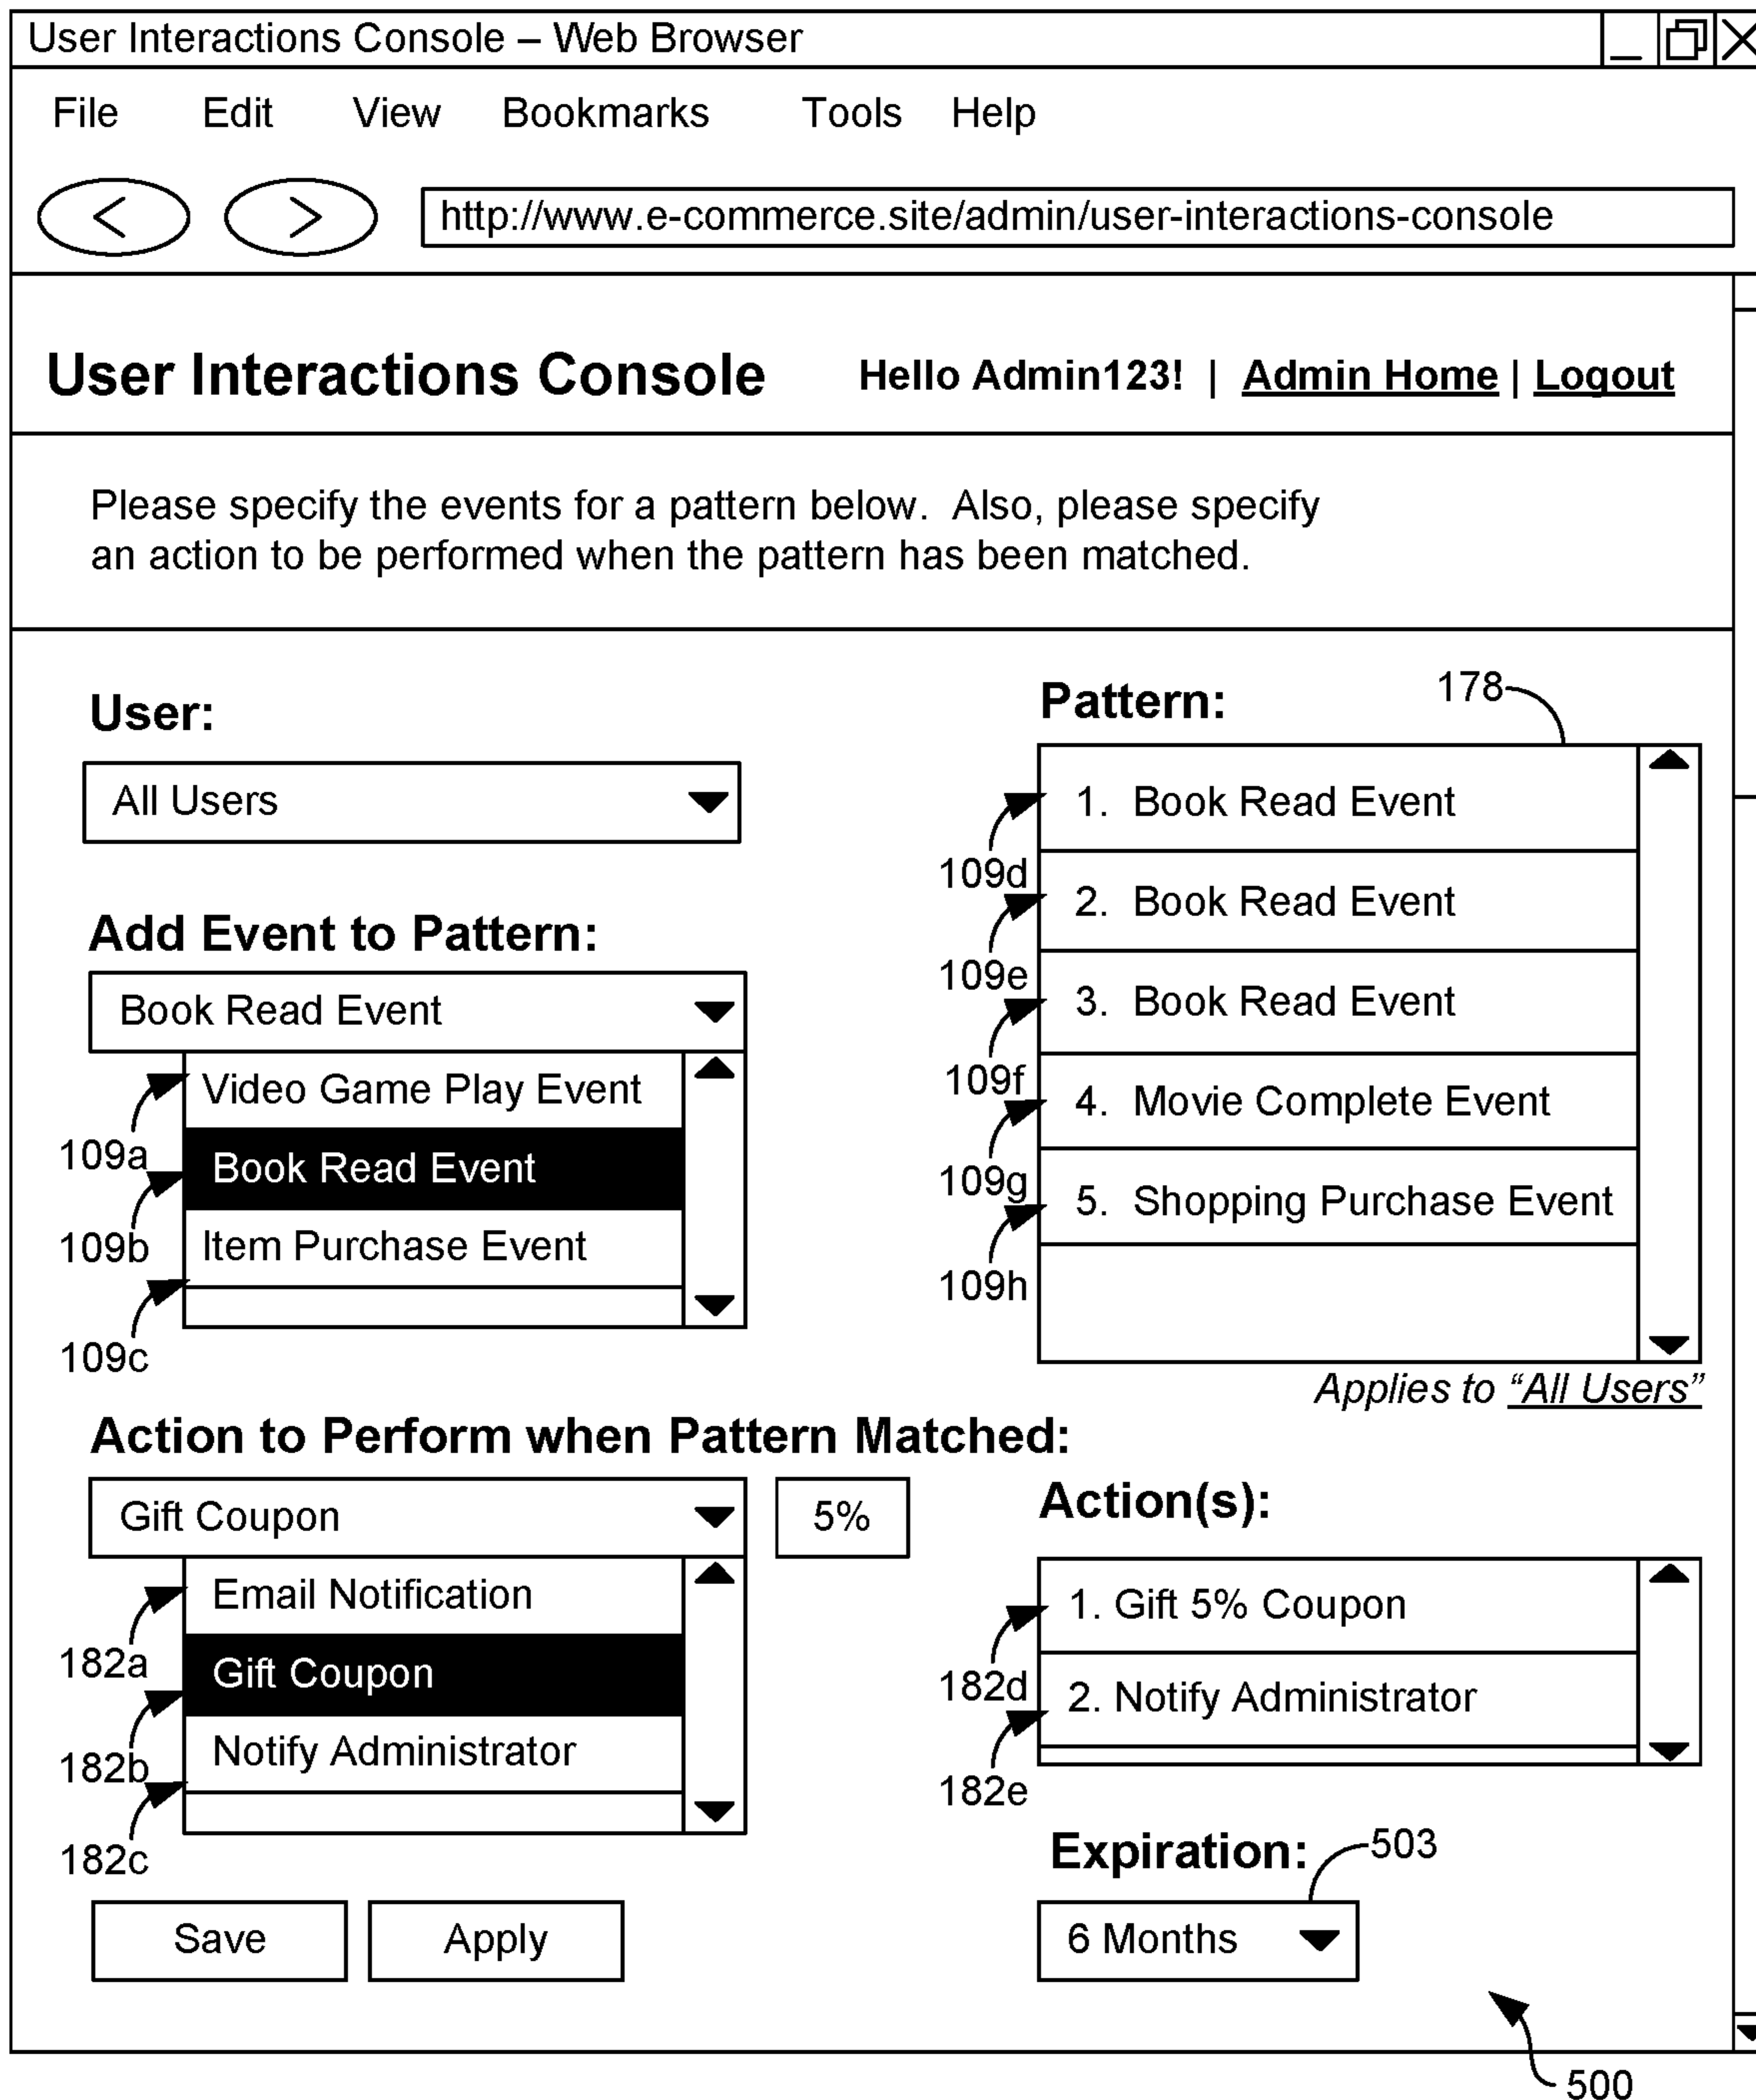 User Interactions Console – Web Browser
File Edit View Bookmarks Tools Help
< > http://www.e-commerce.site/admin/user-interactions-console
User Interactions Console Hello Admin123! | Admin Home | Logout
Please specify the events for a pattern below. Also, please specify
an action to be performed when the pattern has been matched.
User:
All Users
Add Event to Pattern:
Book Read Event
Video Game Play Event
109a
Book Read Event
109b
Item Purchase Event
109c
Pattern:
178
1. Book Read Event
109d
2. Book Read Event
109e
3. Book Read Event
109f
4. Movie Complete Event
109g
5. Shopping Purchase Event
109h
Applies to “All Users”
Action to Perform when Pattern Matched:
Gift Coupon 5%
Email Notification
182a
Gift Coupon
182b
Notify Administrator
182c
Action(s):
1. Gift 5% Coupon
182d
2. Notify Administrator
182e
Expiration:
503
6 Months
Save Apply
500